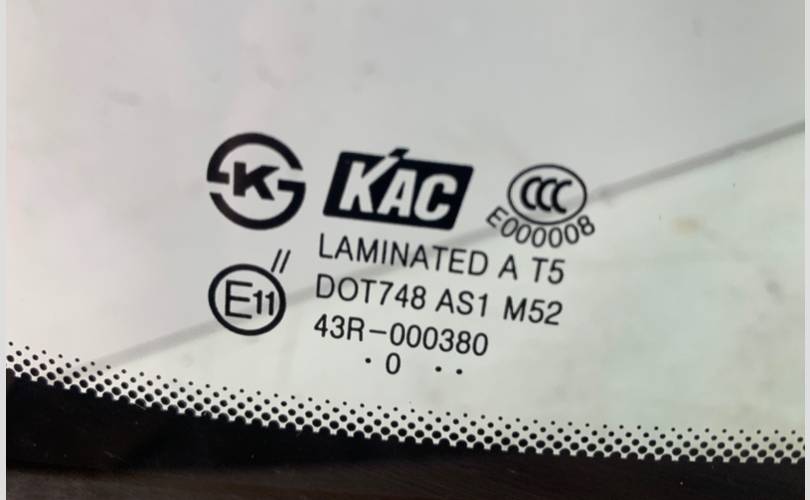 K
KAC
CCC
E000008
LAMINATED A T5
E11 //
DOT748 AS1 M52
43R-000380
. 0 . .